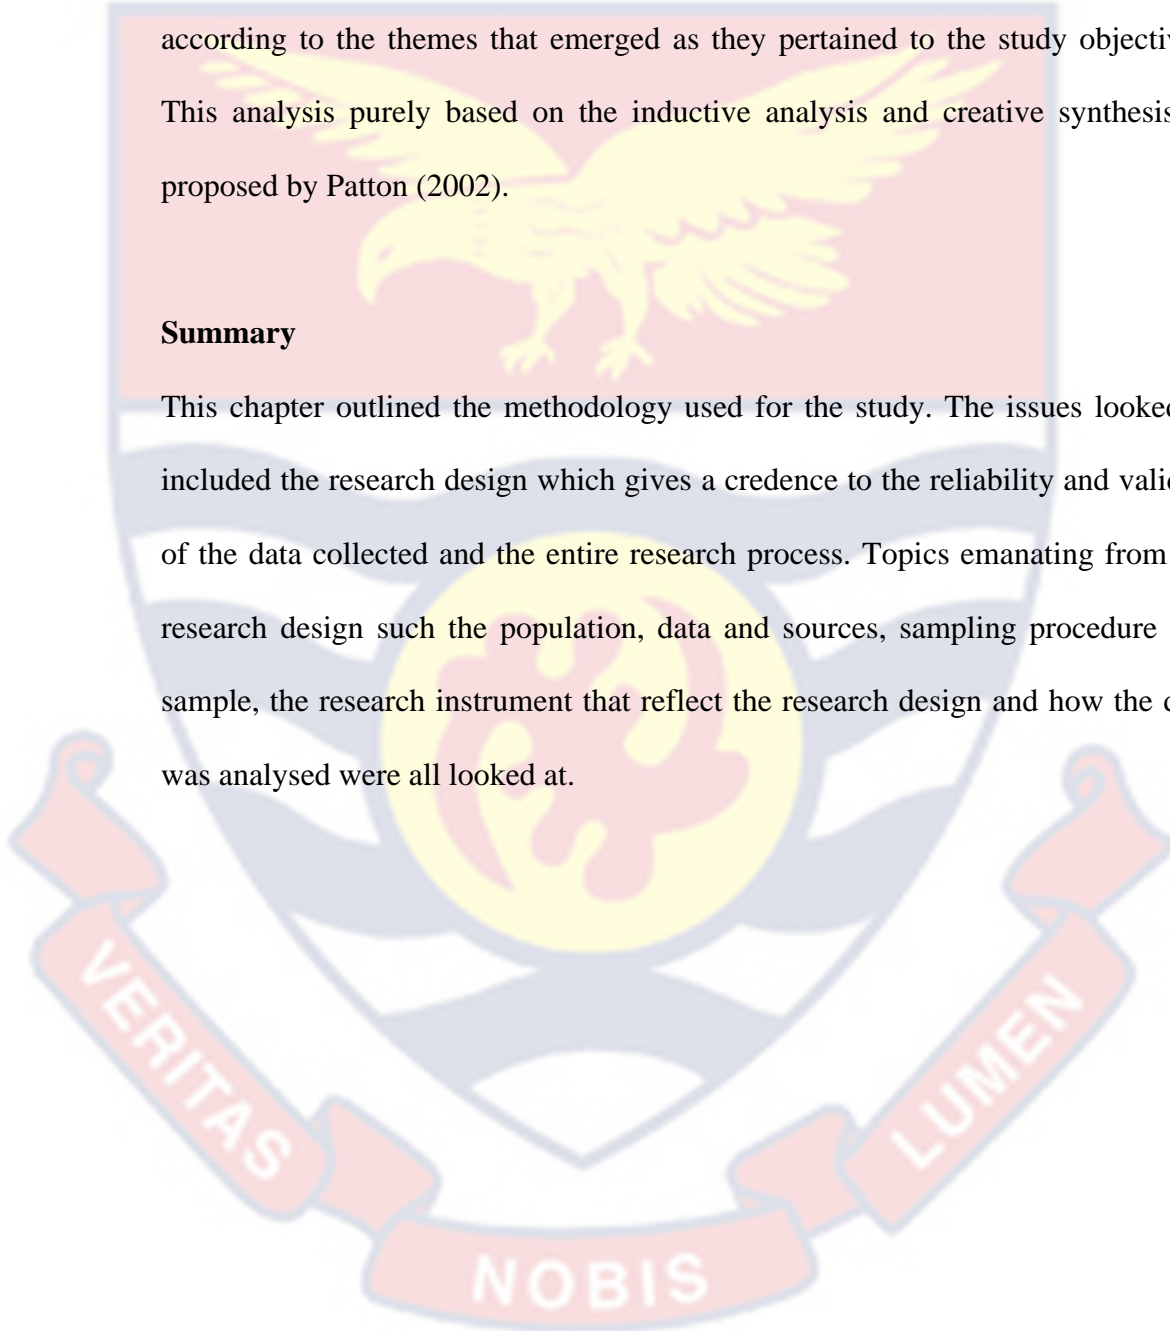 according to the themes that emerged as they pertained to the study objectiv
This analysis purely based on the inductive analysis and creative synthesis
proposed by Patton (2002).
Summary
This chapter outlined the methodology used for the study. The issues looked
included the research design which gives a credence to the reliability and valid
of the data collected and the entire research process. Topics emanating from
research design such the population, data and sources, sampling procedure
sample, the research instrument that reflect the research design and how the d
was analysed were all looked at.
VERITAS
NOBIS
LUMEN